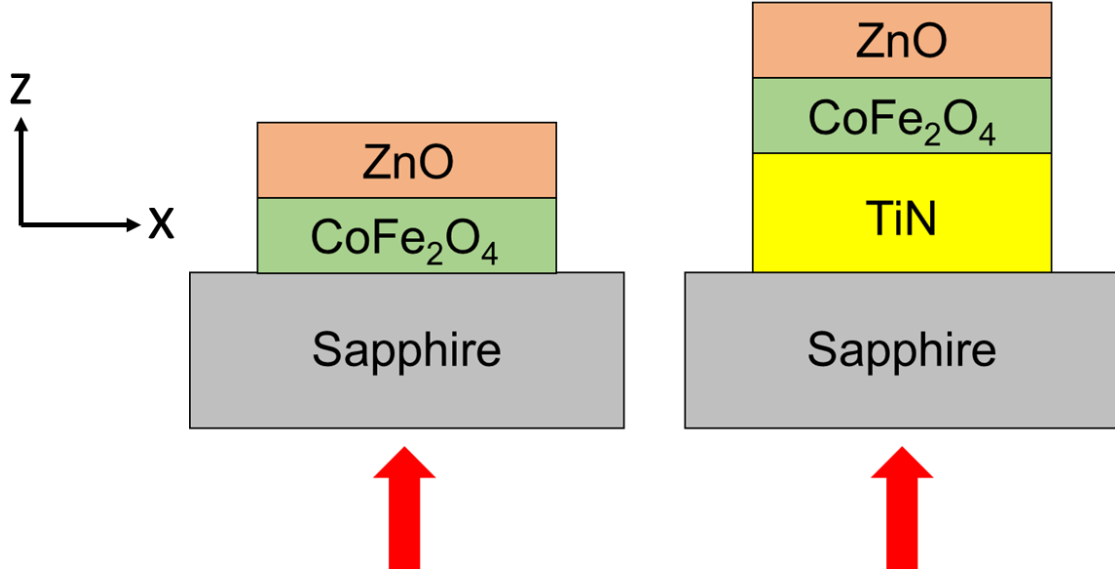 Z
X
ZnO
CoFe₂O₄
Sapphire
ZnO
CoFe₂O₄
TiN
Sapphire